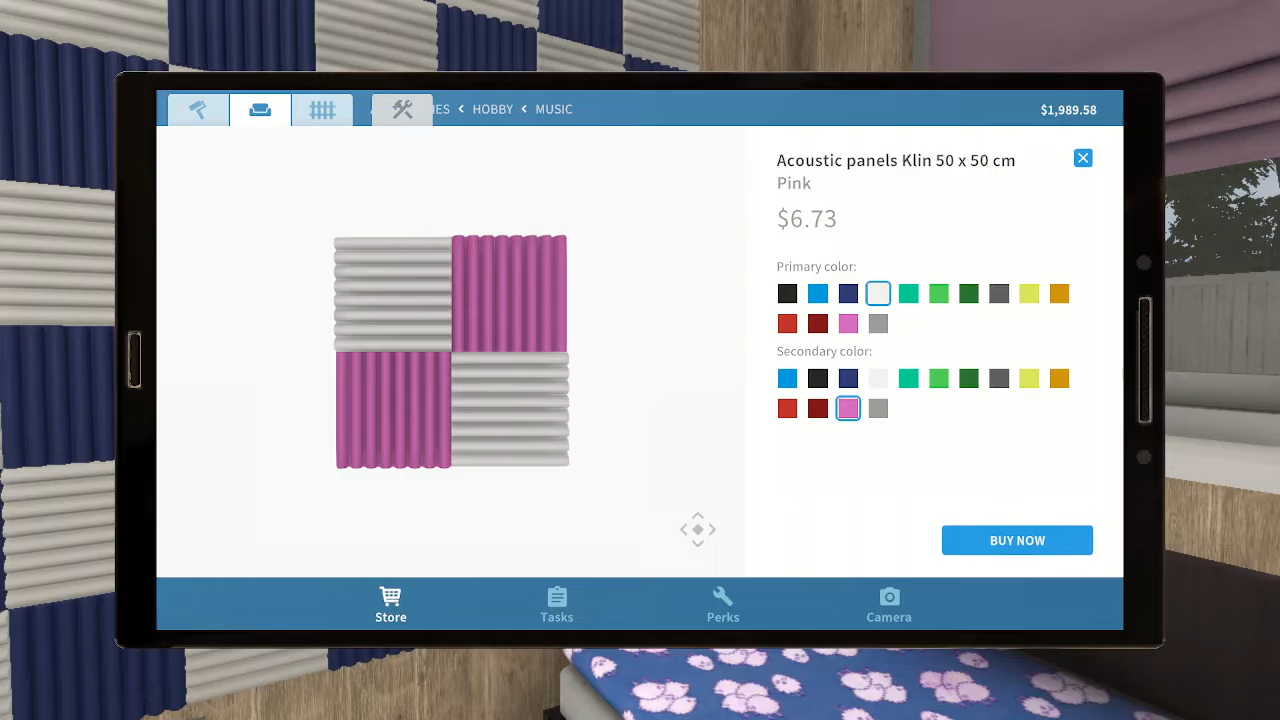 HOBBY < MUSIC
$1,989.58
Acoustic panels Klin 50 x 50 cm
Pink
$6.73
Primary color:
Secondary color:
BUY NOW
Store
Tasks
Perks
Camera